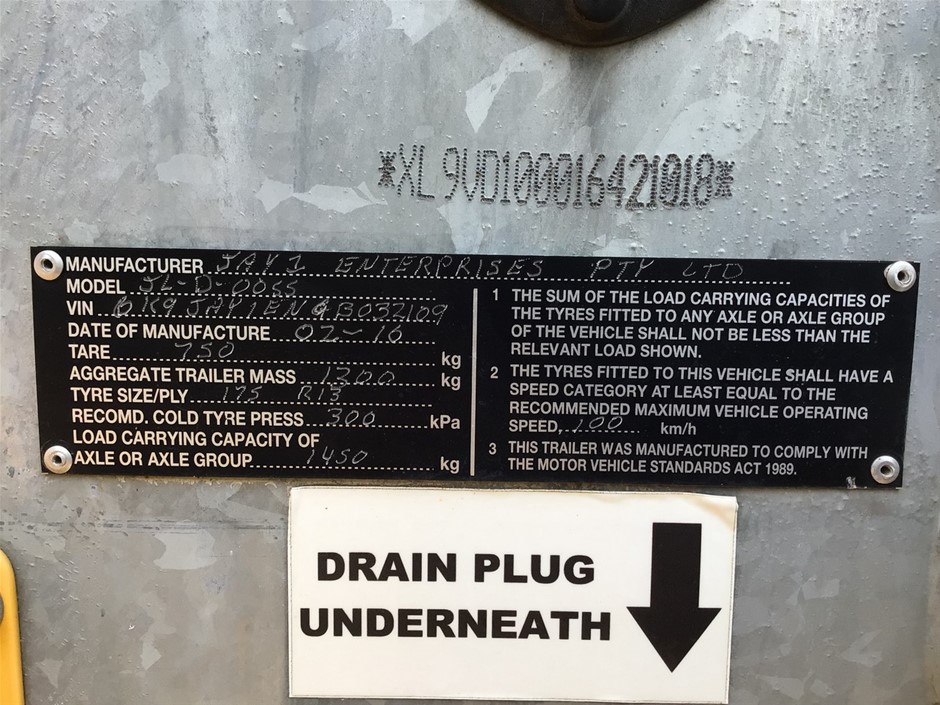 *XL9VD100016421018*
MANUFACTURER JAY1 ENTERPRISES PTY LTD
MODEL JL-D-0055
VIN 6K9JAY1EN4B032109
DATE OF MANUFACTURE 02-16
TARE 750 kg
AGGREGATE TRAILER MASS 1200 kg
TYRE SIZE/PLY 175 R13
RECOMD. COLD TYRE PRESS 300 kPa
LOAD CARRYING CAPACITY OF
AXLE OR AXLE GROUP 1450 kg
1 THE SUM OF THE LOAD CARRYING CAPACITIES OF
THE TYRES FITTED TO ANY AXLE OR AXLE GROUP
OF THE VEHICLE SHALL NOT BE LESS THAN THE
RELEVANT LOAD SHOWN.
2 THE TYRES FITTED TO THIS VEHICLE SHALL HAVE A
SPEED CATEGORY AT LEAST EQUAL TO THE
RECOMMENDED MAXIMUM VEHICLE OPERATING
SPEED, 100 km/h
3 THIS TRAILER WAS MANUFACTURED TO COMPLY WITH
THE MOTOR VEHICLE STANDARDS ACT 1989.
DRAIN PLUG
UNDERNEATH